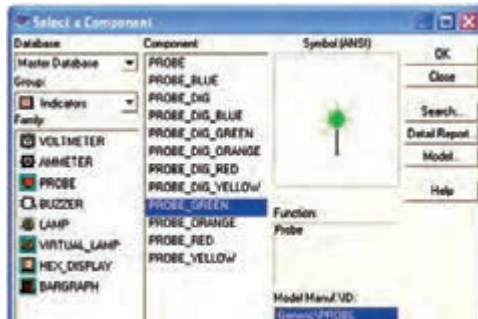 Select a Component
Database
Master Database
Group:
Indicators
Family
VOLTMETER
AMMETER
PROBE
BUZZER
LAMP
VIRTUAL_LAMP
HEX_DISPLAY
BARGRAPH
Component:
PROBE
PROBE_BLUE
PROBE_DIG
PROBE_DIG_BLUE
PROBE_DIG_GREEN
PROBE_DIG_ORANGE
PROBE_DIG_RED
PROBE_DIG_YELLOW
PROBE_GREEN
PROBE_ORANGE
PROBE_RED
PROBE_YELLOW
Symbol (ANSI)
Function:
Probe
Model Manuf.\ID:
Generic\PROBE
OK
Close
Search...
Detail Report
Model...
Help